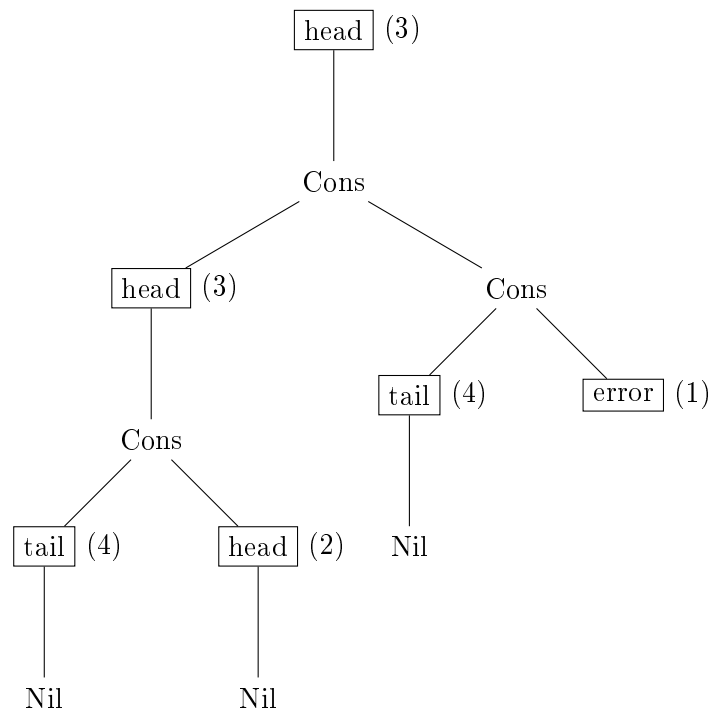 head (3)
Cons
head (3)
Cons
tail (4)
error (1)
Cons
tail (4)
head (2)
Nil
Nil
Nil